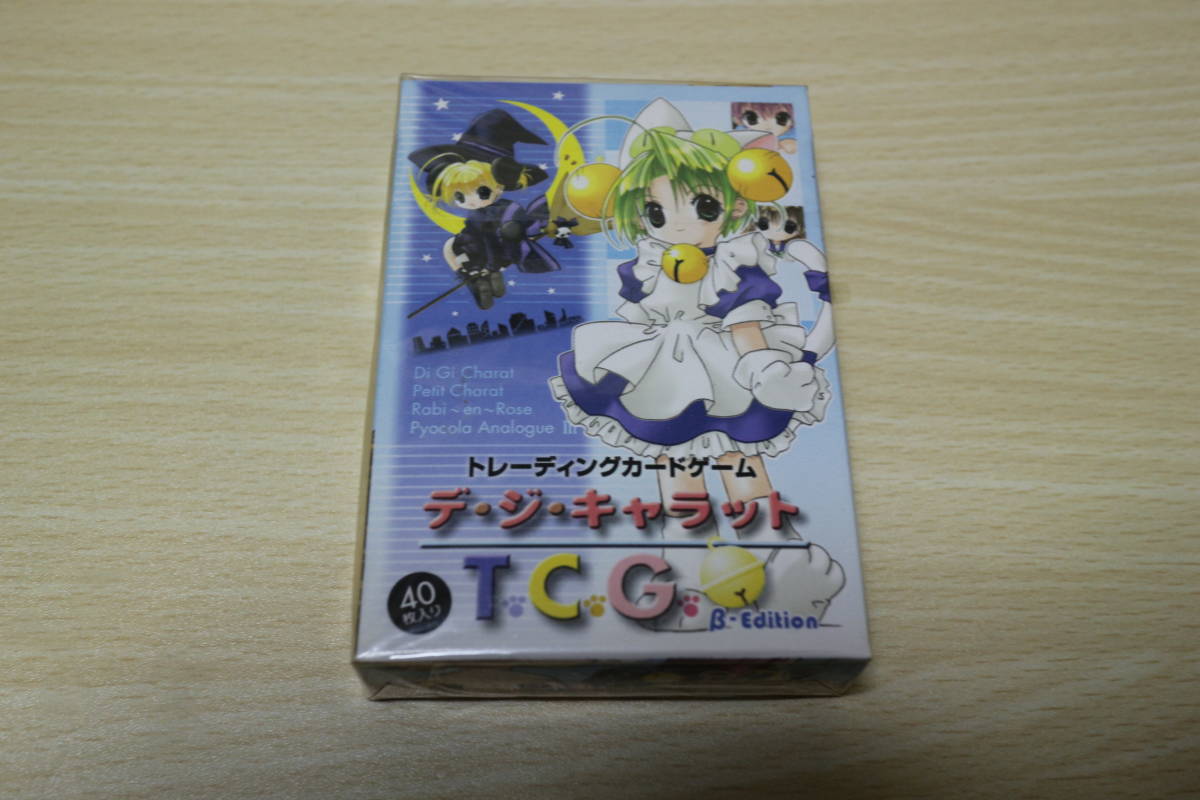 Di Gi Charat
Petit Charat
Rabi~en~Rose
Pyocola Analogue III
トレーディングカードゲーム
デ・ジ・キャラット
T.C.G.
β-Edition
40
枚入り